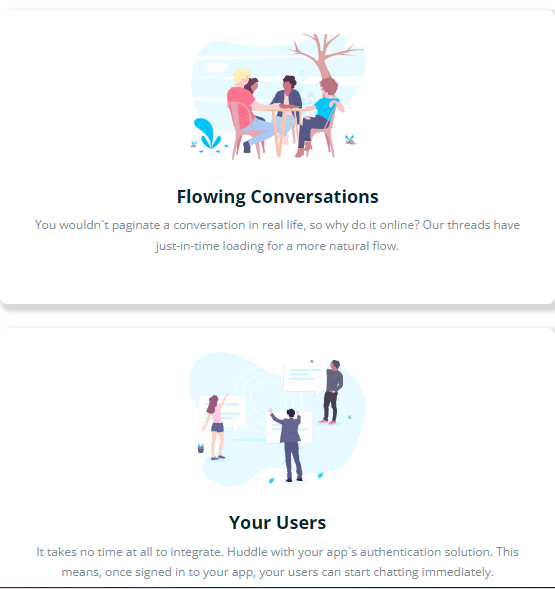 Flowing Conversations
You wouldn`t paginate a conversation in real life, so why do it online? Our threads have
just-in-time loading for a more natural flow.
Your Users
It takes no time at all to integrate. Huddle with your app`s authentication solution. This
means, once signed in to your app, your users can start chatting immediately.